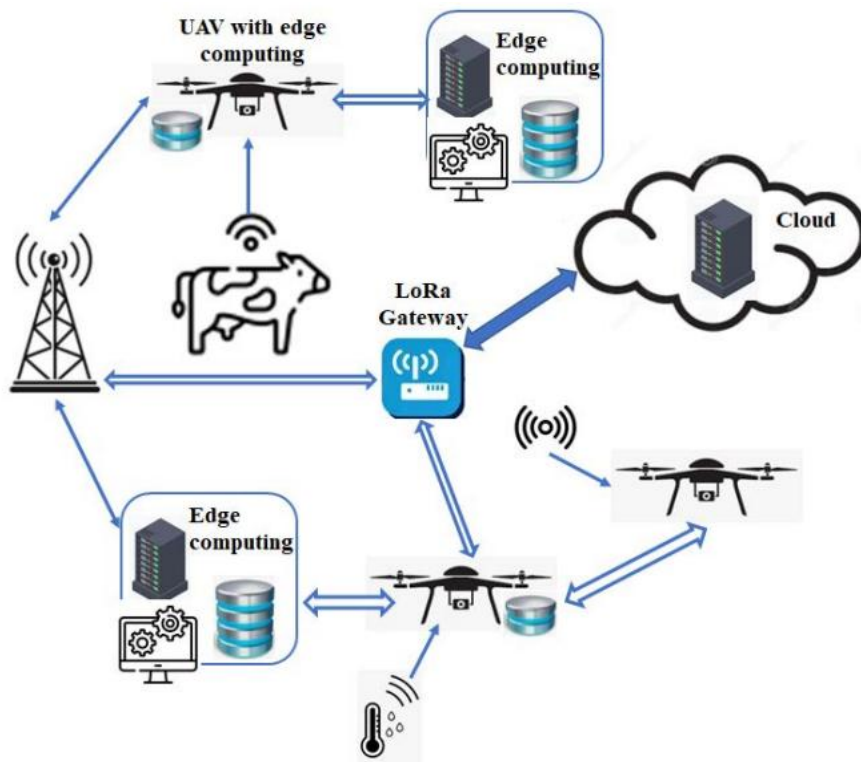 UAV with edge
computing
Edge
computing
Cloud
LoRa
Gateway
Edge
computing